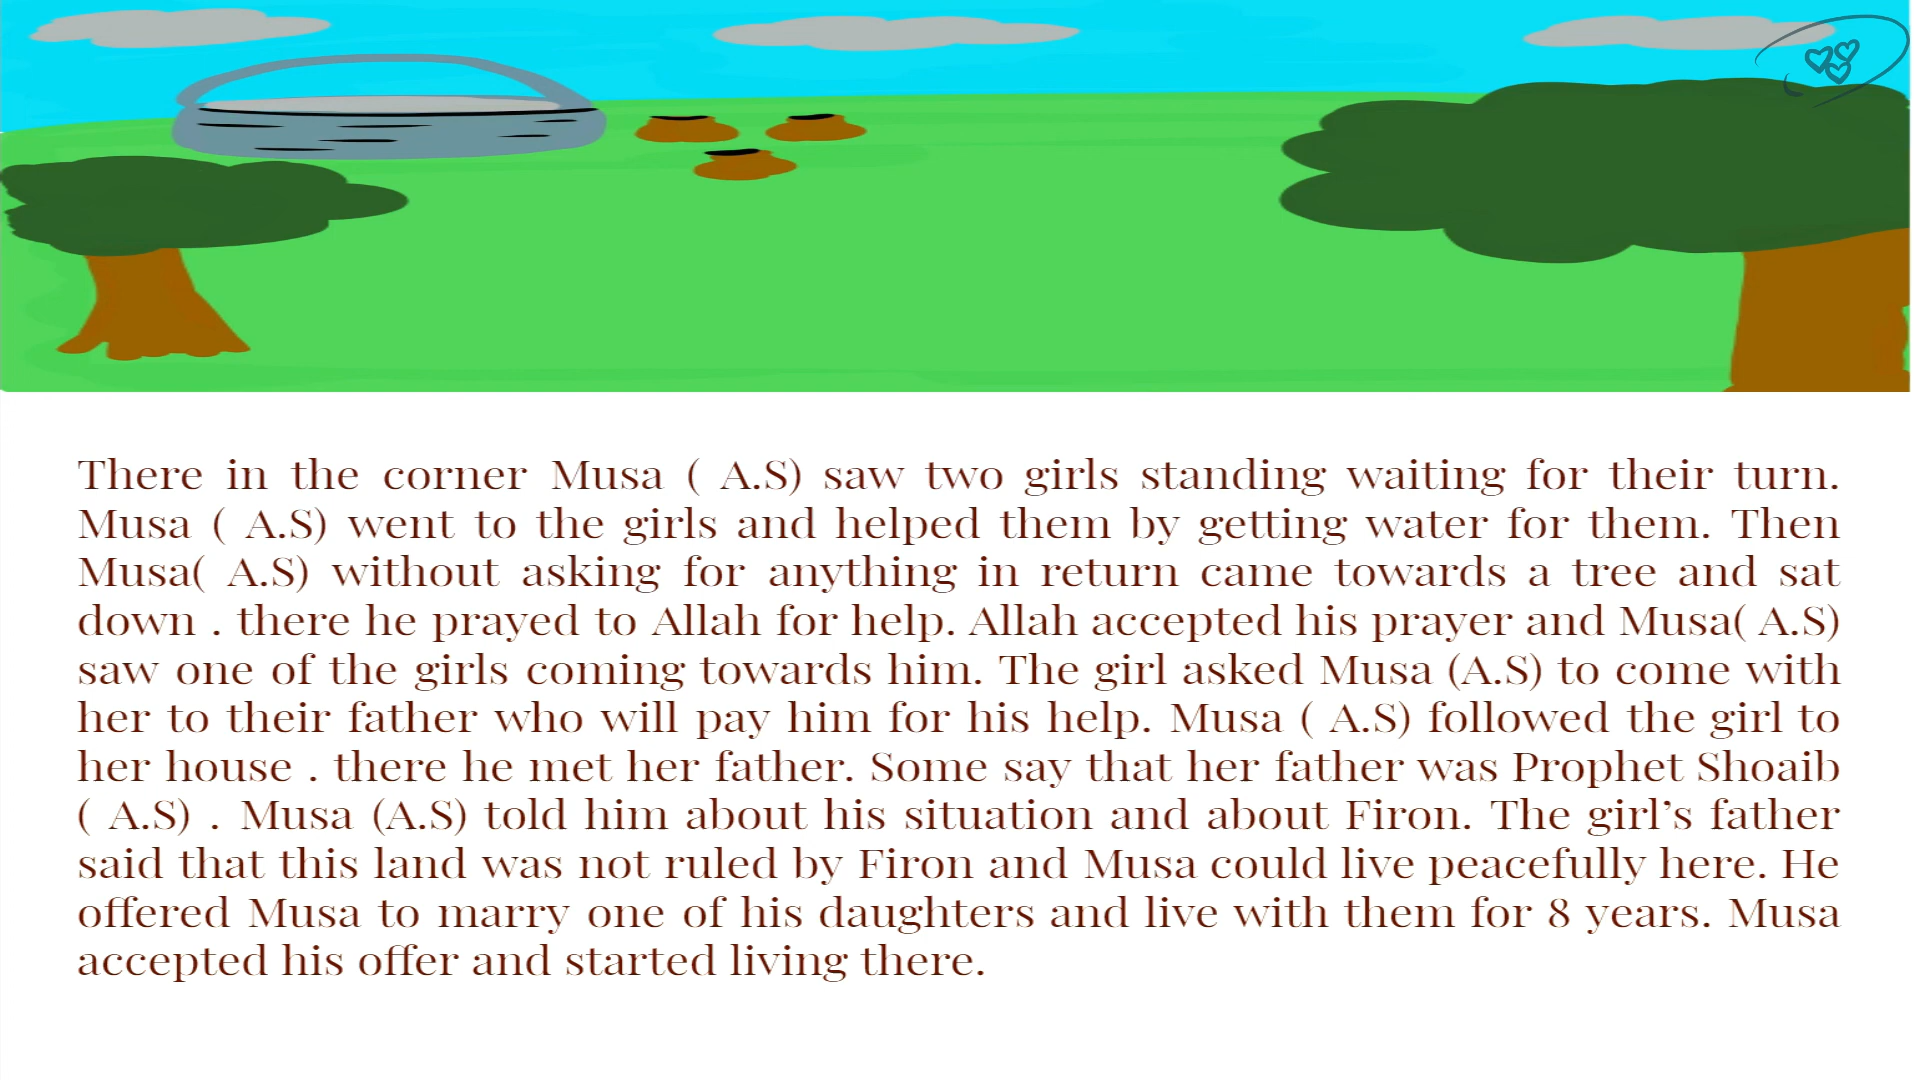 There in the corner Musa ( A.S) saw two girls standing waiting for their turn.
Musa ( A.S) went to the girls and helped them by getting water for them. Then
Musa( A.S) without asking for anything in return came towards a tree and sat
down . there he prayed to Allah for help. Allah accepted his prayer and Musa( A.S)
saw one of the girls coming towards him. The girl asked Musa (A.S) to come with
her to their father who will pay him for his help. Musa ( A.S) followed the girl to
her house . there he met her father. Some say that her father was Prophet Shoaib
( A.S) . Musa (A.S) told him about his situation and about Firon. The girl’s father
said that this land was not ruled by Firon and Musa could live peacefully here. He
offered Musa to marry one of his daughters and live with them for 8 years. Musa
accepted his offer and started living there.